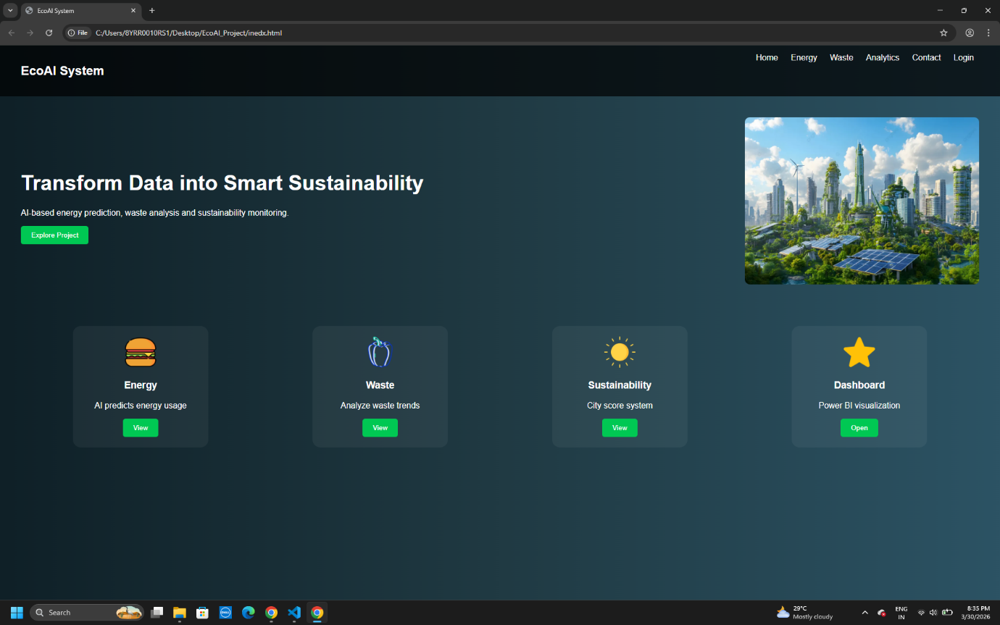 EcoAI System
File C:/Users/8YRR0010RS1/Desktop/EcoAI_Project/inedx.html
EcoAI System
Home Energy Waste Analytics Contact Login
Transform Data into Smart Sustainability
AI-based energy prediction, waste analysis and sustainability monitoring.
Explore Project
Energy
AI predicts energy usage
View
Waste
Analyze waste trends
View
Sustainability
City score system
View
Dashboard
Power BI visualization
Open
Search
DELL
29°C
Mostly cloudy
ENG
IN
8:35 PM
3/30/2026